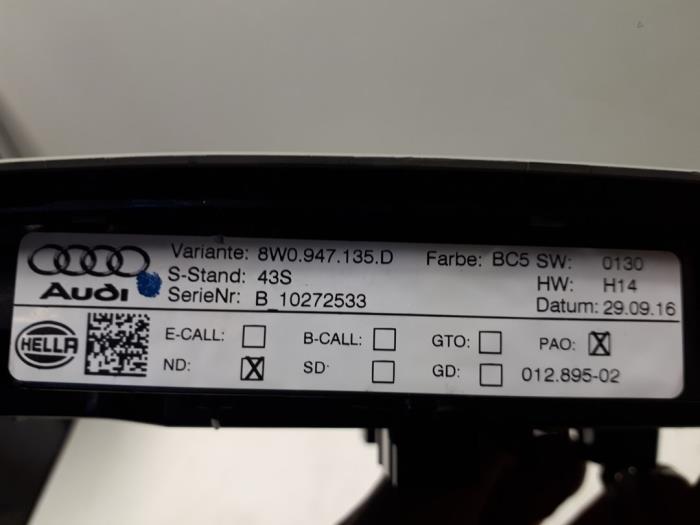 Variante: 8W0.947.135.D Farbe: BC5 SW: 0130
S-Stand: 43S HW: H14
Audi SerieNr: B_10272533 Datum: 29.09.16
HELLA E-CALL: B-CALL: GTO: PAO: X
ND: X SD: GD: 012.895-02